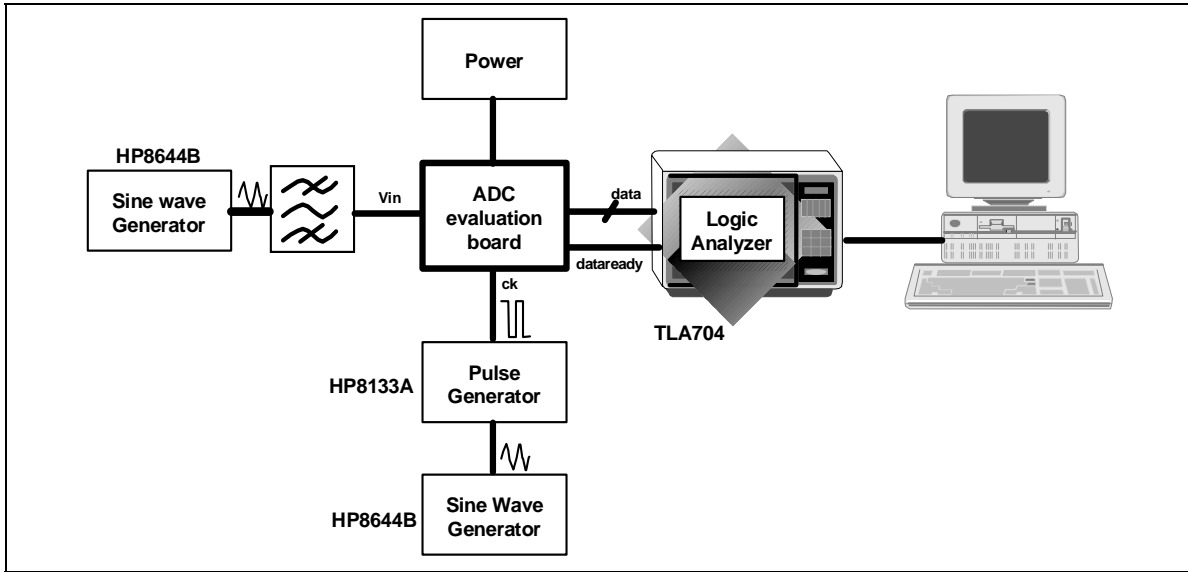 Power
HP8644B
Sine wave
Generator
Vin
ADC
evaluation
board
data
dataready
Logic
Analyzer
TLA704
ck
HP8133A
Pulse
Generator
HP8644B
Sine Wave
Generator